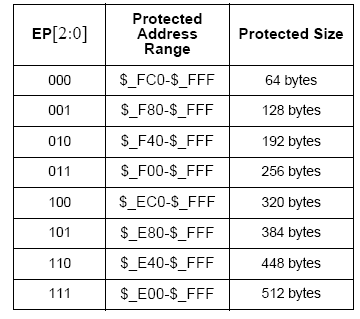 EP[2:0] Protected Address Range Protected Size
000 $_FC0-$_FFF 64 bytes
001 $_F80-$_FFF 128 bytes
010 $_F40-$_FFF 192 bytes
011 $_F00-$_FFF 256 bytes
100 $_EC0-$_FFF 320 bytes
101 $_E80-$_FFF 384 bytes
110 $_E40-$_FFF 448 bytes
111 $_E00-$_FFF 512 bytes